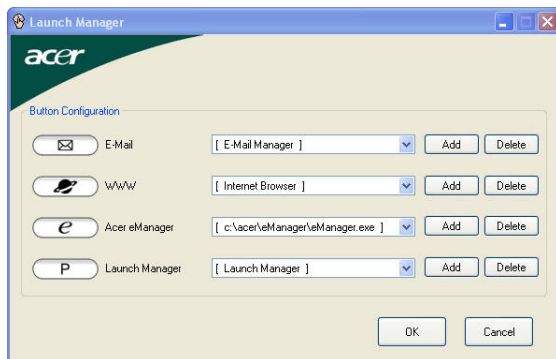 Launch Manager
acer
Button Configuration
E-Mail [ E-Mail Manager ] Add Delete
WWW [ Internet Browser ] Add Delete
e Acer eManager [ c:\acer\eManager\eManager.exe ] Add Delete
P Launch Manager [ Launch Manager ] Add Delete
OK Cancel